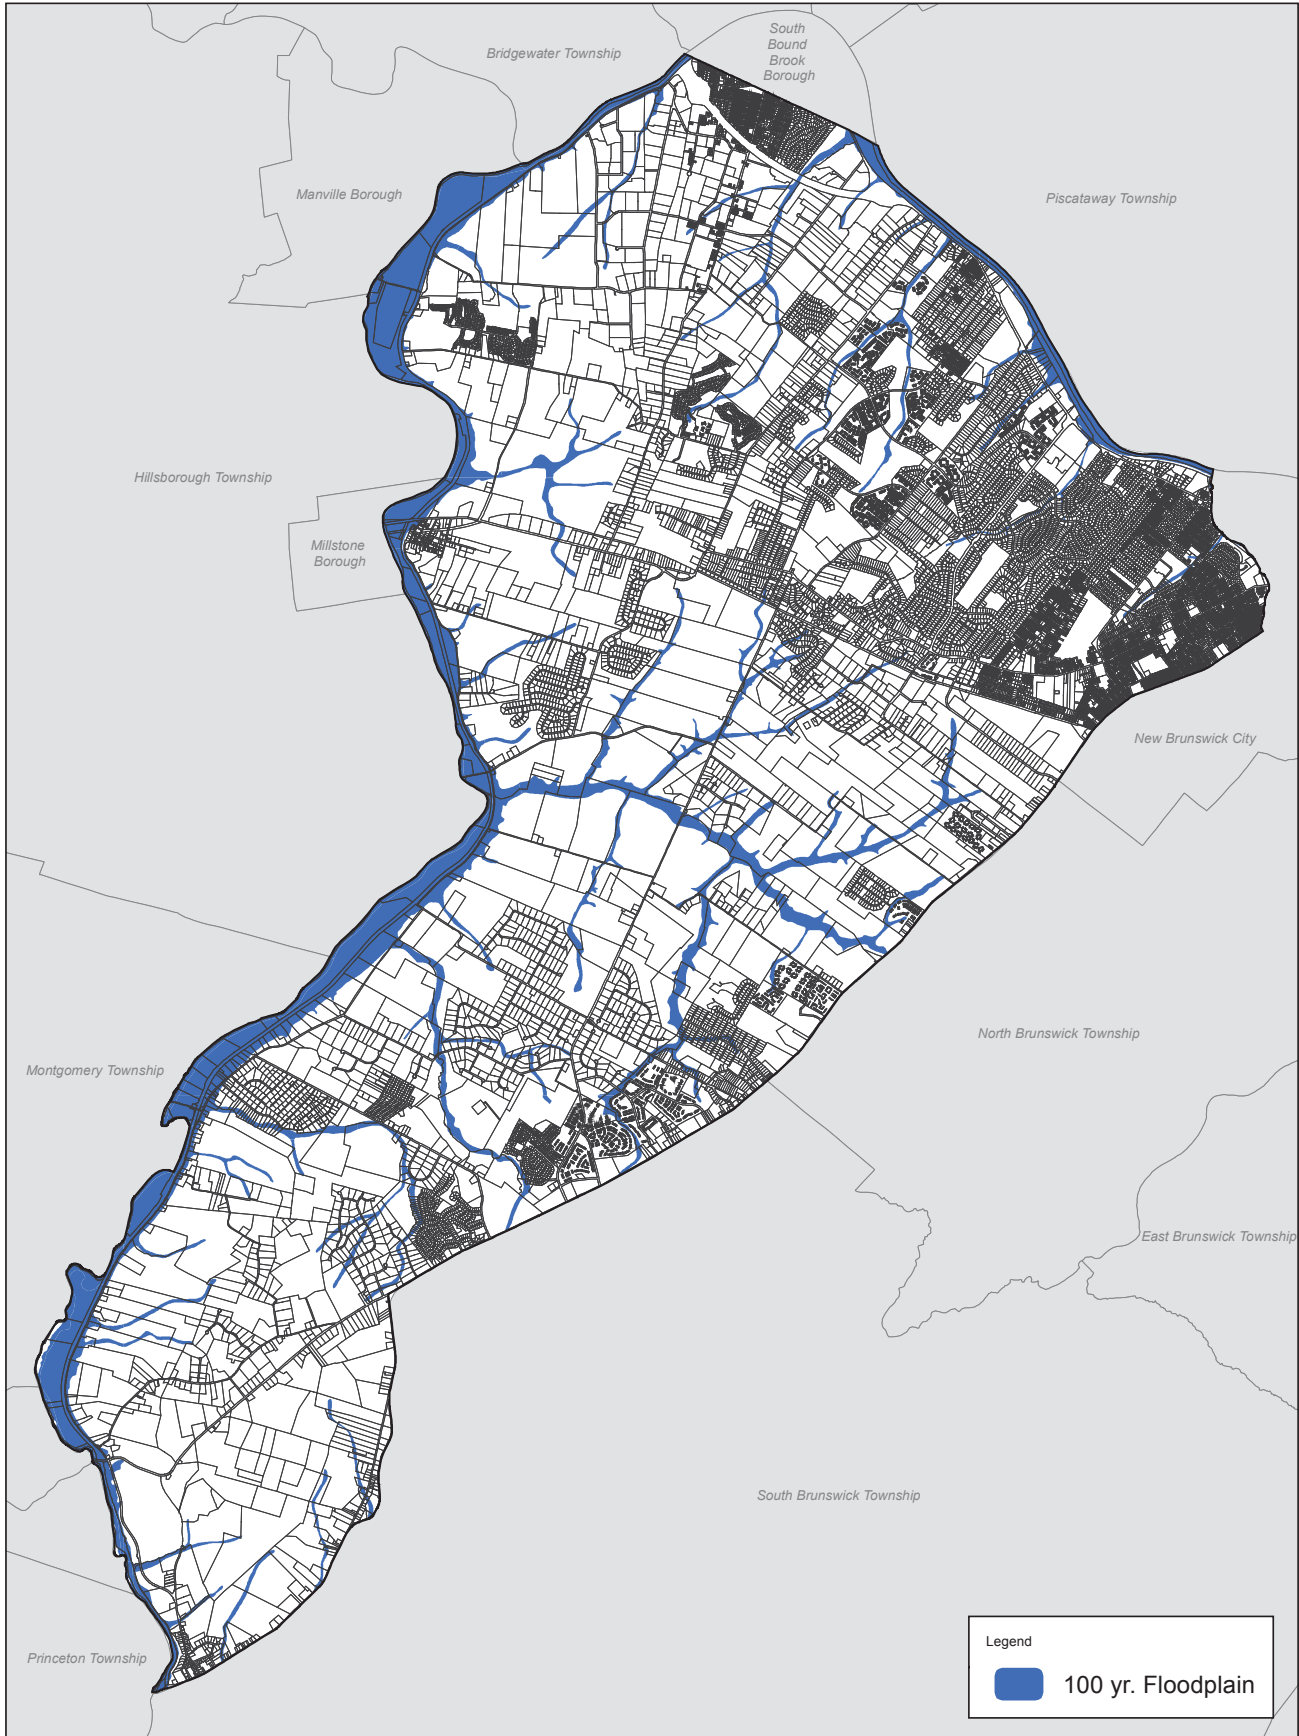 South
Bound
Brook
Borough
Bridgewater Township
Manville Borough
Piscataway Township
Hillsborough Township
Millstone
Borough
New Brunswick City
North Brunswick Township
Montgomery Township
East Brunswick Township
South Brunswick Township
Princeton Township
Legend
100 yr. Floodplain